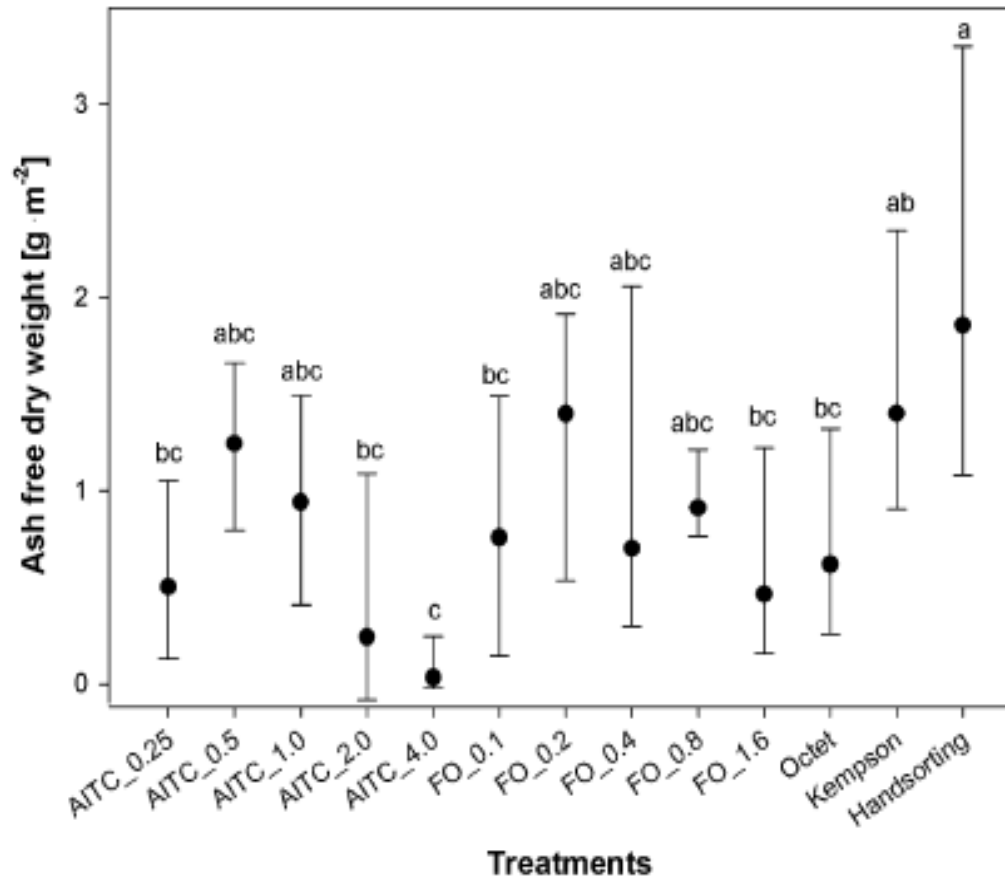 Ash free dry weight [g · m⁻²]
3
2
1
0
bc
abc
abc
bc
c
bc
abc
abc
abc
bc
bc
ab
a
AITC_0.25
AITC_0.5
AITC_1.0
AITC_2.0
AITC_4.0
FO_0.1
FO_0.2
FO_0.4
FO_0.8
FO_1.6
Octet
Kempson
Handsorting
Treatments